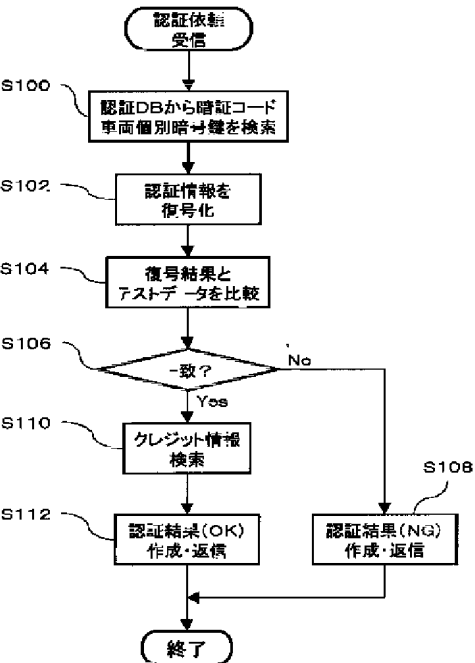 認証依頼
受信
S100
認証DBから暗証コード
車両個別暗号鍵を検索
S102
認証情報を
復号化
S104
復号結果と
テストデータを比較
S106
一致?
No
Yes
S110
クレジット情報
検索
S108
S112
認証結果(OK)
作成・返信
認証結果(NG)
作成・返信
終了